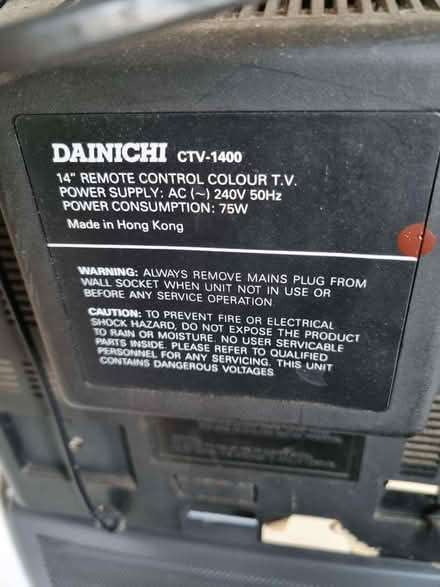 DAINICHI CTV-1400
14" REMOTE CONTROL COLOUR T.V.
POWER SUPPLY: AC (~) 240V 50Hz
POWER CONSUMPTION: 75W
Made in Hong Kong
WARNING: ALWAYS REMOVE MAINS PLUG FROM
WALL SOCKET WHEN UNIT NOT IN USE OR
BEFORE ANY SERVICE OPERATION
CAUTION: TO PREVENT FIRE OR ELECTRICAL
SHOCK HAZARD, DO NOT EXPOSE THE PRODUCT
TO RAIN OR MOISTURE. NO USER SERVICABLE
PARTS INSIDE. PLEASE REFER TO QUALIFIED
PERSONNEL FOR ANY SERVICING. THIS UNIT
CONTAINS DANGEROUS VOLTAGES